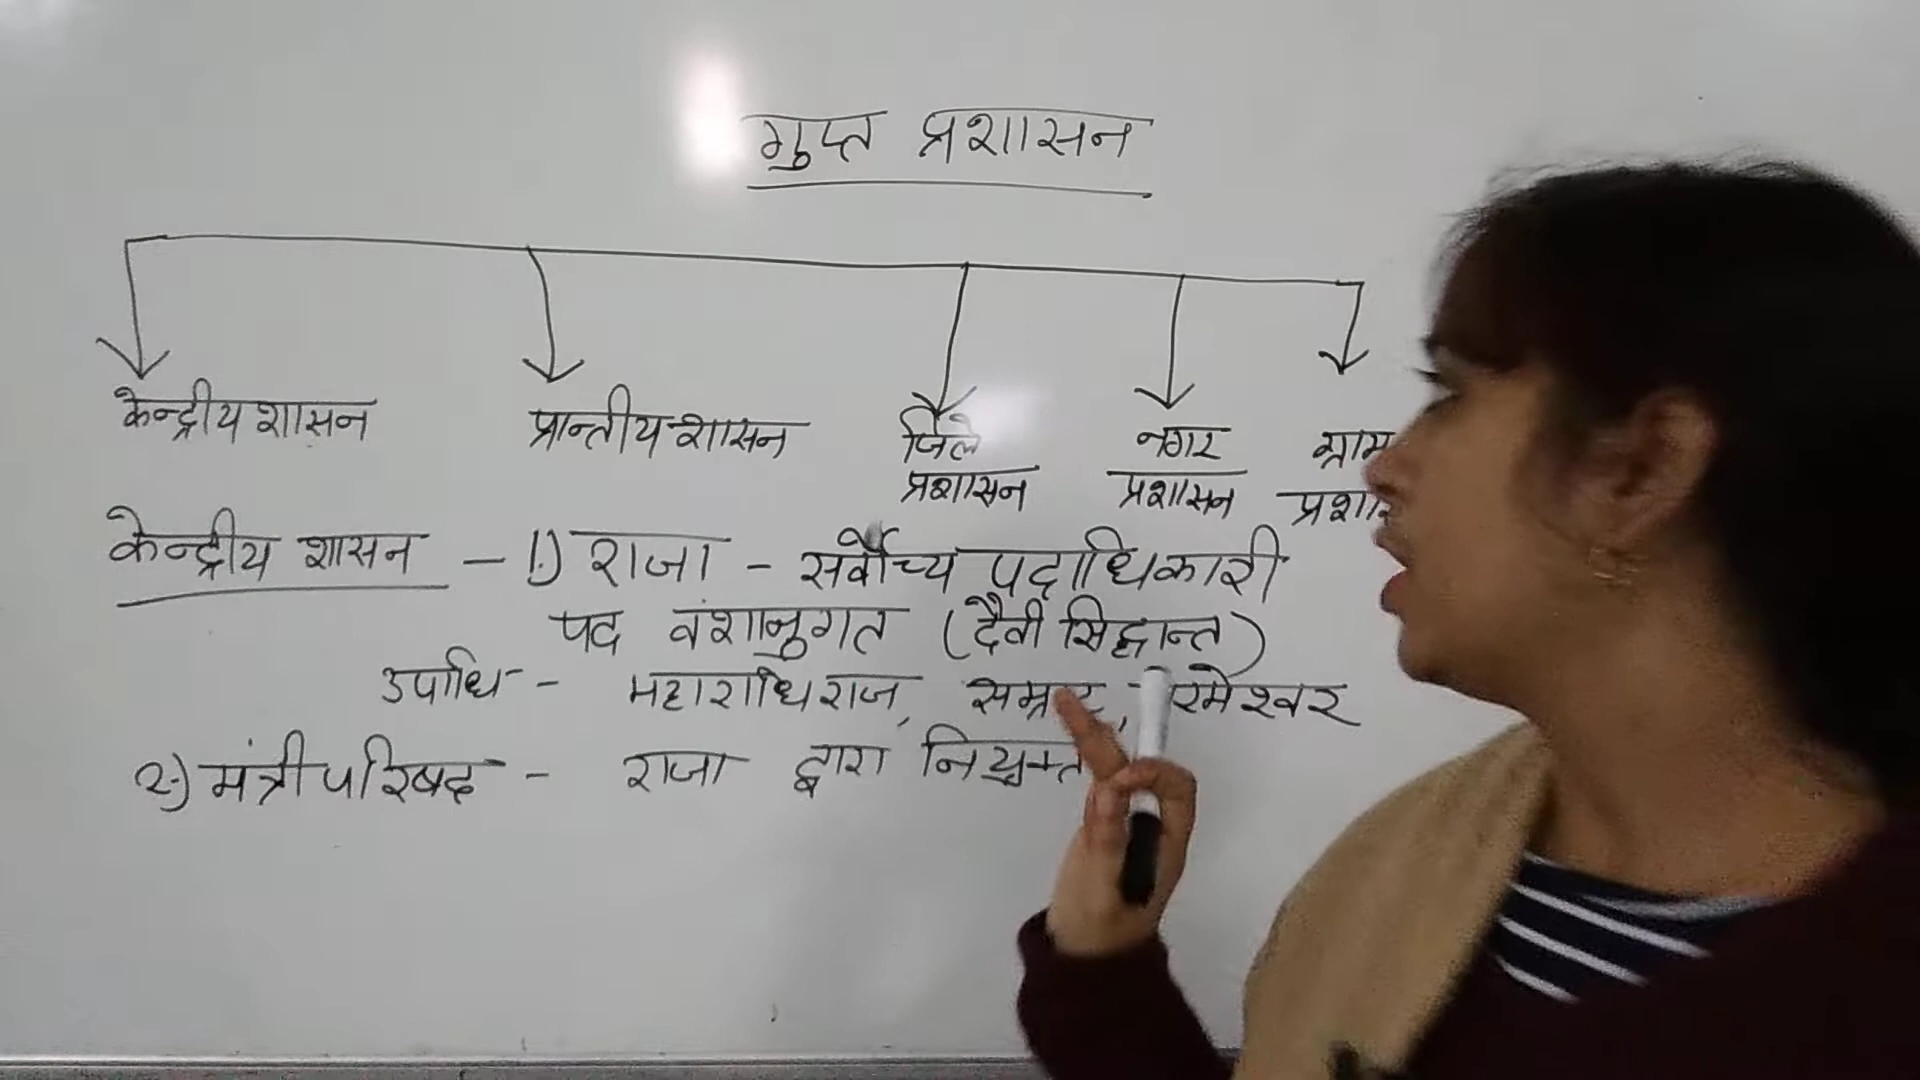 गुप्त प्रशासन
केन्द्रीय शासन प्रान्तीय शासन जिले प्रशासन नगर प्रशासन ग्राम
केन्द्रीय शासन - 1.) राजा - सर्वोच्य पदाधिकारी
पद वंशानुगत (दैवी सिद्धान्त)
उपाधि - महाराधिराज, सम्राट,
2.) मंत्रीपरिषद - राजा द्वारा नियुक्त